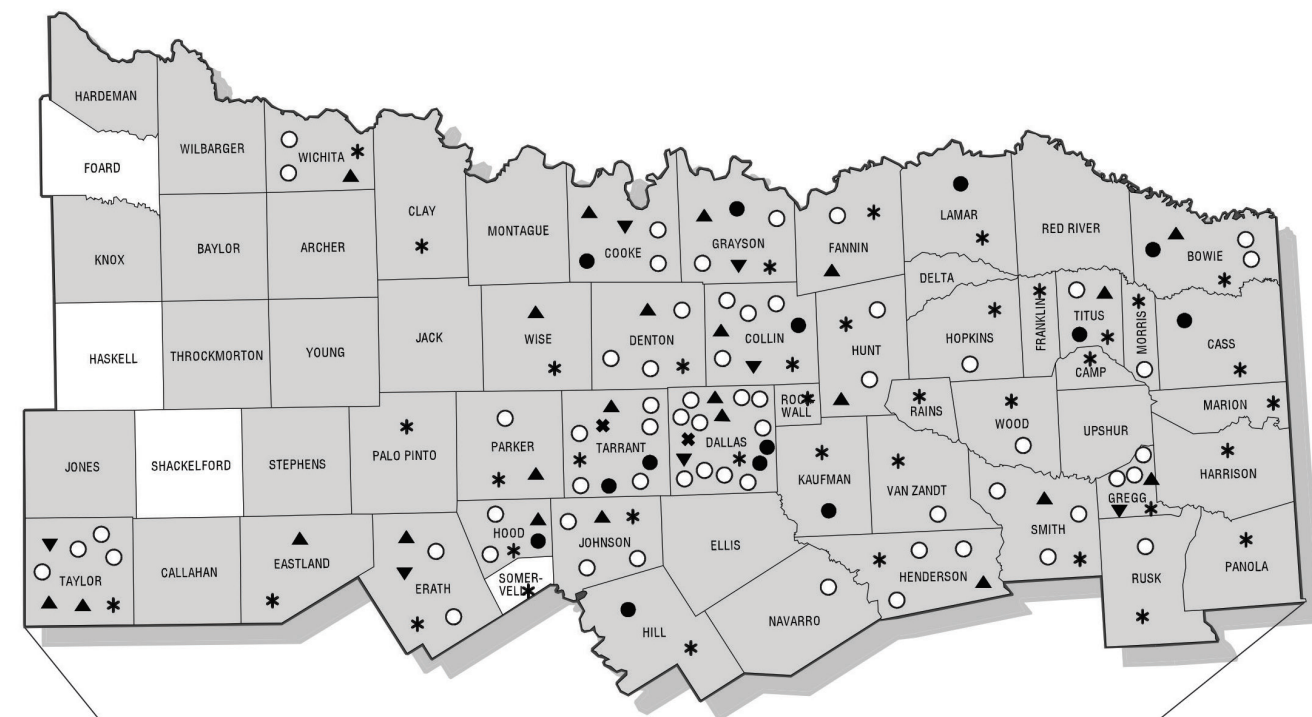 HARDEMAN
FOARD
WILBARGER
WICHITA
KNOX
BAYLOR
ARCHER
CLAY
MONTAGUE
COOKE
GRAYSON
FANNIN
LAMAR
RED RIVER
BOWIE
DELTA
HASKELL
THROCKMORTON
YOUNG
JACK
WISE
DENTON
COLLIN
HUNT
HOPKINS
FRANKLIN
TITUS
CAMP
MORRIS
CASS
MARION
JONES
SHACKELFORD
STEPHENS
PALO PINTO
PARKER
TARRANT
DALLAS
ROCK
WALL
RAINS
WOOD
UPSHUR
HARRISON
KAUFMAN
VAN ZANDT
SMITH
GREGG
TAYLOR
CALLAHAN
EASTLAND
ERATH
HOOD
SOMER-
VELL
JOHNSON
ELLIS
HILL
NAVARRO
HENDERSON
RUSK
PANOLA